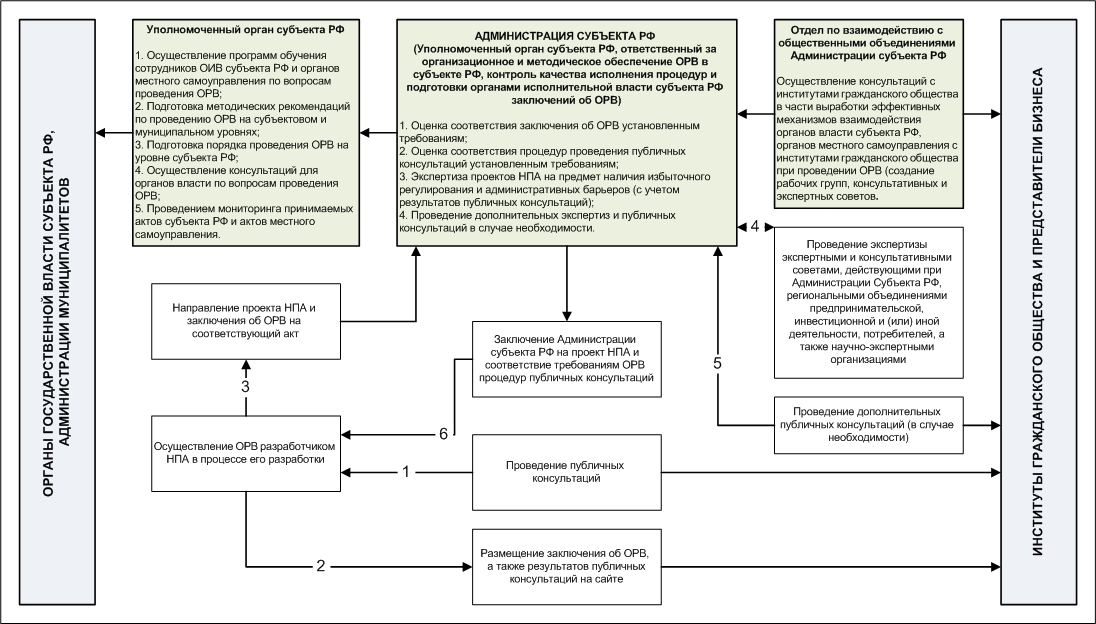 ОРГАНЫ ГОСУДАРСТВЕННОЙ ВЛАСТИ СУБЪЕКТА РФ,
АДМИНИСТРАЦИИ МУНИЦИПАЛИТЕТОВ
Уполномоченный орган субъекта РФ
1. Осуществление программ обучения
сотрудников ОИВ субъекта РФ и органов
местного самоуправления по вопросам
проведения ОРВ;
2. Подготовка методических рекомендаций
по проведению ОРВ на субъектовом и
муниципальном уровнях;
3. Подготовка порядка проведения ОРВ на
уровне субъекта РФ;
4. Осуществление консультаций для
органов власти по вопросам проведения
ОРВ;
5. Проведением мониторинга принимаемых
актов субъекта РФ и актов местного
самоуправления.
АДМИНИСТРАЦИЯ СУБЪЕКТА РФ
(Уполномоченный орган субъекта РФ, ответственный за
организационное и методическое обеспечение ОРВ в
субъекте РФ, контроль качества исполнения процедур и
подготовки органами исполнительной власти субъекта РФ
заключений об ОРВ)
1. Оценка соответствия заключения об ОРВ установленным
требованиям;
2. Оценка соответствия процедур проведения публичных
консультаций установленным требованиям;
3. Экспертиза проектов НПА на предмет наличия избыточного
регулирования и административных барьеров (с учетом
результатов публичных консультаций);
4. Проведение дополнительных экспертиз и публичных
консультаций в случае необходимости.
Отдел по взаимодействию с
общественными объединениями
Администрации субъекта РФ
Осуществление консультаций с
институтами гражданского общества
в части выработки эффективных
механизмов взаимодействия
органов власти субъекта РФ,
органов местного самоуправления с
институтами гражданского общества
при проведении ОРВ (создание
рабочих групп, консультативных и
экспертных советов.
4
Проведение экспертизы
экспертными и консультативными
советами, действующими при
Администрации Субъекта РФ,
региональными объединениями
предпринимательской,
инвестиционной и (или) иной
деятельности, потребителей, а
также научно-экспертными
организациями
Направление проекта НПА и
заключения об ОРВ на
соответствующий акт
Заключение Администрации
субъекта РФ на проект НПА и
соответствие требованиям ОРВ
процедур публичных консультаций
5
3
Проведение дополнительных
публичных консультаций (в случае
необходимости)
6
Осуществление ОРВ разработчиком
НПА в процессе его разработки
1
Проведение публичных
консультаций
2
Размещение заключения об ОРВ,
а также результатов публичных
консультаций на сайте
ИНСТИТУТЫ ГРАЖДАНСКОГО ОБЩЕСТВА И ПРЕДСТАВИТЕЛИ БИЗНЕСА